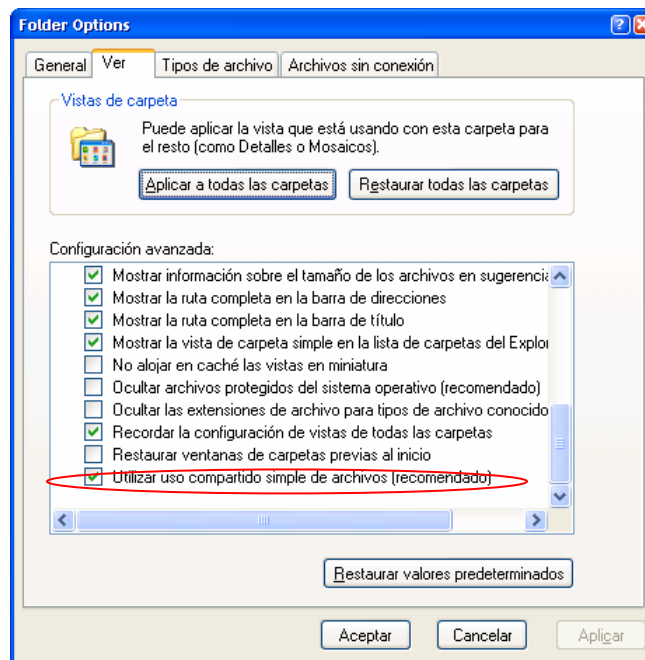 Folder Options
General Ver Tipos de archivo Archivos sin conexión
Vistas de carpeta
Puede aplicar la vista que está usando con esta carpeta para
el resto (como Detalles o Mosaicos).
Aplicar a todas las carpetas Restaurar todas las carpetas
Configuración avanzada:
Mostrar información sobre el tamaño de los archivos en sugerencia
Mostrar la ruta completa en la barra de direcciones
Mostrar la ruta completa en la barra de título
Mostrar la vista de carpeta simple en la lista de carpetas del Explo
No alojar en caché las vistas en miniatura
Ocultar archivos protegidos del sistema operativo (recomendado)
Ocultar las extensiones de archivo para tipos de archivo conocido
Recordar la configuración de vistas de todas las carpetas
Restaurar ventanas de carpetas previas al inicio
Utilizar uso compartido simple de archivos (recomendado)
Restaurar valores predeterminados
Aceptar Cancelar Aplicar